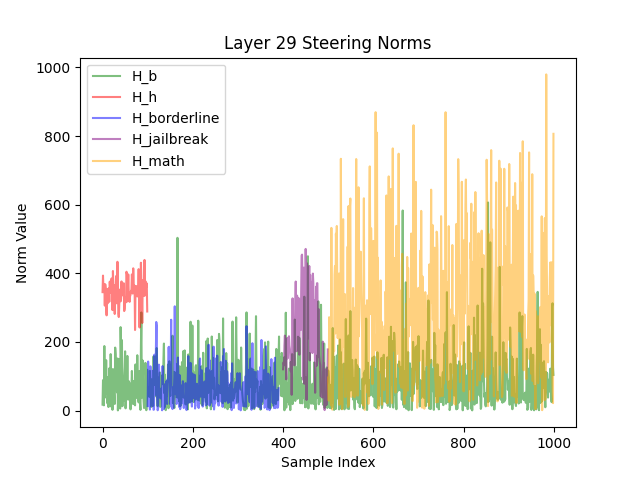 Layer 29 Steering Norms
1000
800
600
400
200
0
Norm Value
H_b
H_h
H_borderline
H_jailbreak
H_math
0 200 400 600 800 1000
Sample Index